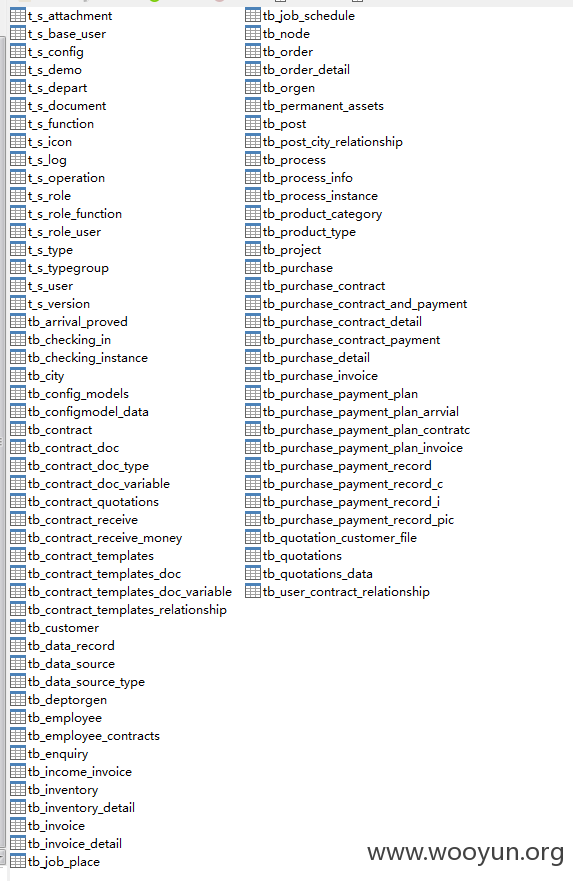 t_s_attachment
t_s_base_user
t_s_config
t_s_demo
t_s_depart
t_s_document
t_s_function
t_s_icon
t_s_log
t_s_operation
t_s_role
t_s_role_function
t_s_role_user
t_s_type
t_s_typegroup
t_s_user
t_s_version
tb_arrival_proved
tb_checking_in
tb_checking_instance
tb_city
tb_config_models
tb_configmodel_data
tb_contract
tb_contract_doc
tb_contract_doc_type
tb_contract_doc_variable
tb_contract_quotations
tb_contract_receive
tb_contract_receive_money
tb_contract_templates
tb_contract_templates_doc
tb_contract_templates_doc_variable
tb_contract_templates_relationship
tb_customer
tb_data_record
tb_data_source
tb_data_source_type
tb_deptorgen
tb_employee
tb_employee_contracts
tb_enquiry
tb_income_invoice
tb_inventory
tb_inventory_detail
tb_invoice
tb_invoice_detail
tb_job_place
tb_job_schedule
tb_node
tb_order
tb_order_detail
tb_orgen
tb_permanent_assets
tb_post
tb_post_city_relationship
tb_process
tb_process_info
tb_process_instance
tb_product_category
tb_product_type
tb_project
tb_purchase
tb_purchase_contract
tb_purchase_contract_and_payment
tb_purchase_contract_detail
tb_purchase_contract_payment
tb_purchase_detail
tb_purchase_invoice
tb_purchase_payment_plan
tb_purchase_payment_plan_arrvial
tb_purchase_payment_plan_contratc
tb_purchase_payment_plan_invoice
tb_purchase_payment_record
tb_purchase_payment_record_c
tb_purchase_payment_record_i
tb_purchase_payment_record_pic
tb_quotation_customer_file
tb_quotations
tb_quotations_data
tb_user_contract_relationship
www.wooyun.org